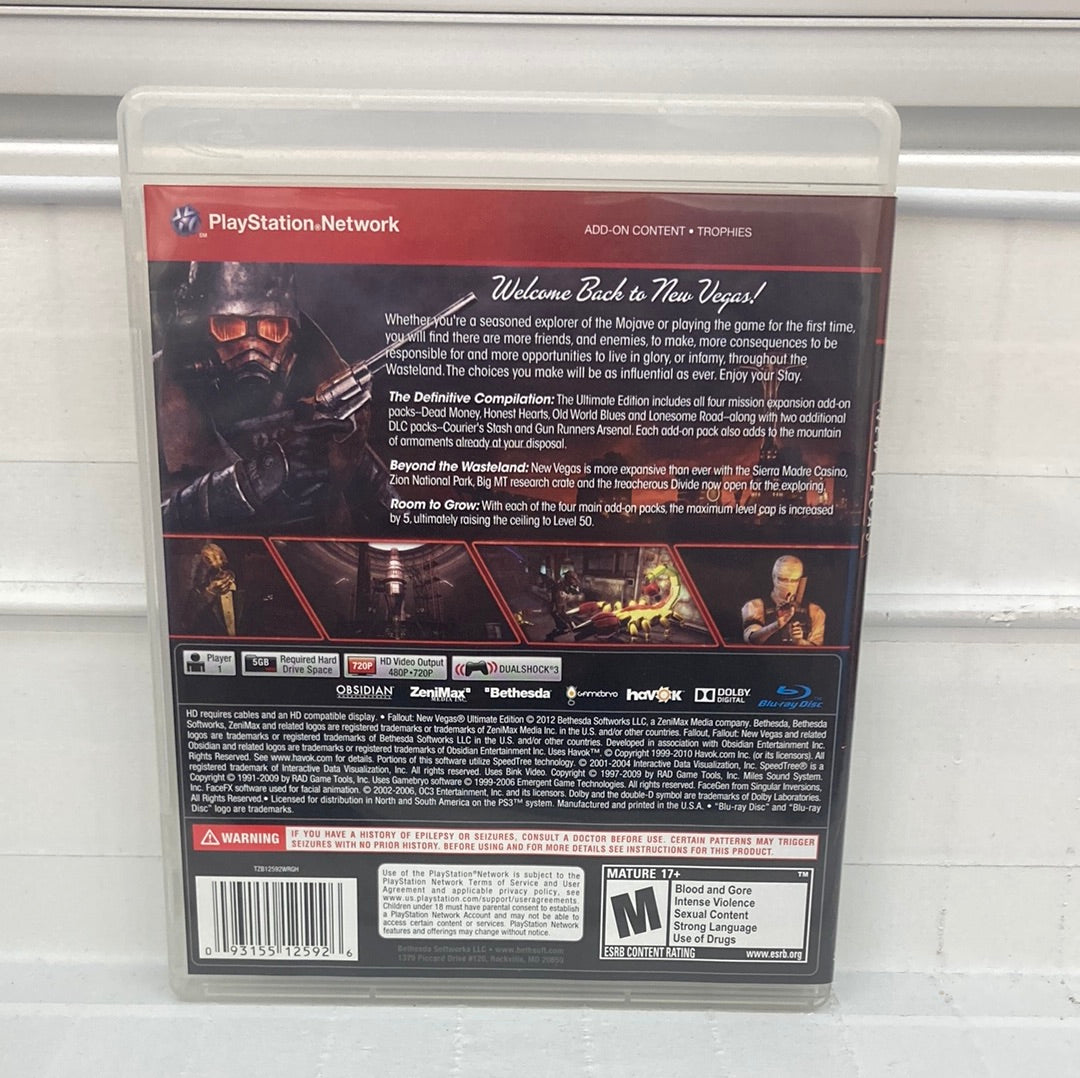 PlayStation®Network
SM
ADD-ON CONTENT • TROPHIES
Welcome Back to New Vegas!
Whether you're a seasoned explorer of the Mojave or playing the game for the first time,
you will find there are more friends, and enemies, to make, more consequences to be
responsible for and more opportunities to live in glory, or infamy, throughout the
Wasteland. The choices you make will be as influential as ever. Enjoy your Stay.
The Definitive Compilation: The Ultimate Edition includes all four mission expansion add-on
packs–Dead Money, Honest Hearts, Old World Blues and Lonesome Road–along with two additional
DLC packs–Courier's Stash and Gun Runners Arsenal. Each add-on pack also adds to the mountain
of armaments already at your disposal.
Beyond the Wasteland: New Vegas is more expansive than ever with the Sierra Madre Casino,
Zion National Park, Big MT research crate and the treacherous Divide now open for the exploring.
Room to Grow: With each of the four main add-on packs, the maximum level cap is increased
by 5, ultimately raising the ceiling to Level 50.
Player
1
5GB Required Hard
Drive Space
720P HD Video Output
480P•720P
DUALSHOCK®3
OBSIDIAN
ZeniMax®
MEDIA INC.
Bethesda
Gamebryo
havok
DOLBY
DIGITAL
Blu-ray Disc
HD requires cables and an HD compatible display. • Fallout: New Vegas® Ultimate Edition © 2012 Bethesda Softworks LLC, a ZeniMax Media company. Bethesda, Bethesda
Softworks, ZeniMax and related logos are registered trademarks or trademarks of ZeniMax Media Inc. in the U.S. and/or other countries. Fallout, Fallout: New Vegas and related
logos are trademarks or registered trademarks of Bethesda Softworks LLC in the U.S. and/or other countries. Developed in association with Obsidian Entertainment Inc.
Obsidian and related logos are trademarks or registered trademarks of Obsidian Entertainment Inc. Uses Havok™. © Copyright 1999-2010 Havok.com Inc. (or its licensors). All
Rights Reserved. See www.havok.com for details. Portions of this software utilize SpeedTree technology. © 2001-2004 Interactive Data Visualization, Inc. SpeedTree® is a
registered trademark of Interactive Data Visualization, Inc. All rights reserved. Uses Bink Video. Copyright © 1997-2009 by RAD Game Tools, Inc. Miles Sound System.
Copyright © 1991-2009 by RAD Game Tools, Inc. Uses Gamebryo software © 1999-2006 Emergent Game Technologies. All rights reserved. FaceGen from Singular Inversions,
Inc. FaceFX software used for facial animation. © 2002-2006, OC3 Entertainment, Inc. and its licensors. Dolby and the double-D symbol are trademarks of Dolby Laboratories.
All Rights Reserved. • Licensed for distribution in North and South America on the PS3™ system. Manufactured and printed in the U.S.A. • "Blu-ray Disc" and "Blu-ray
Disc" logo are trademarks.
WARNING
IF YOU HAVE A HISTORY OF EPILEPSY OR SEIZURES, CONSULT A DOCTOR BEFORE USE. CERTAIN PATTERNS MAY TRIGGER
SEIZURES WITH NO PRIOR HISTORY. BEFORE USING AND FOR MORE DETAILS SEE INSTRUCTIONS FOR THIS PRODUCT.
TZB12592WRGH
0 93155 12592 6
Use of the PlayStation®Network is subject to the
PlayStation Network Terms of Service and User
Agreement and applicable privacy policy, see
www.us.playstation.com/support/useragreements.
Children under 18 must have parental consent to establish
a PlayStation Network Account and may not be able to
access certain content or services. PlayStation Network
features and offerings may change without notice.
Bethesda Softworks LLC • www.bethsoft.com
1370 Piccard Drive #120, Rockville, MD 20850
MATURE 17+
TM
M
Blood and Gore
Intense Violence
Sexual Content
Strong Language
Use of Drugs
ESRB CONTENT RATING
www.esrb.org